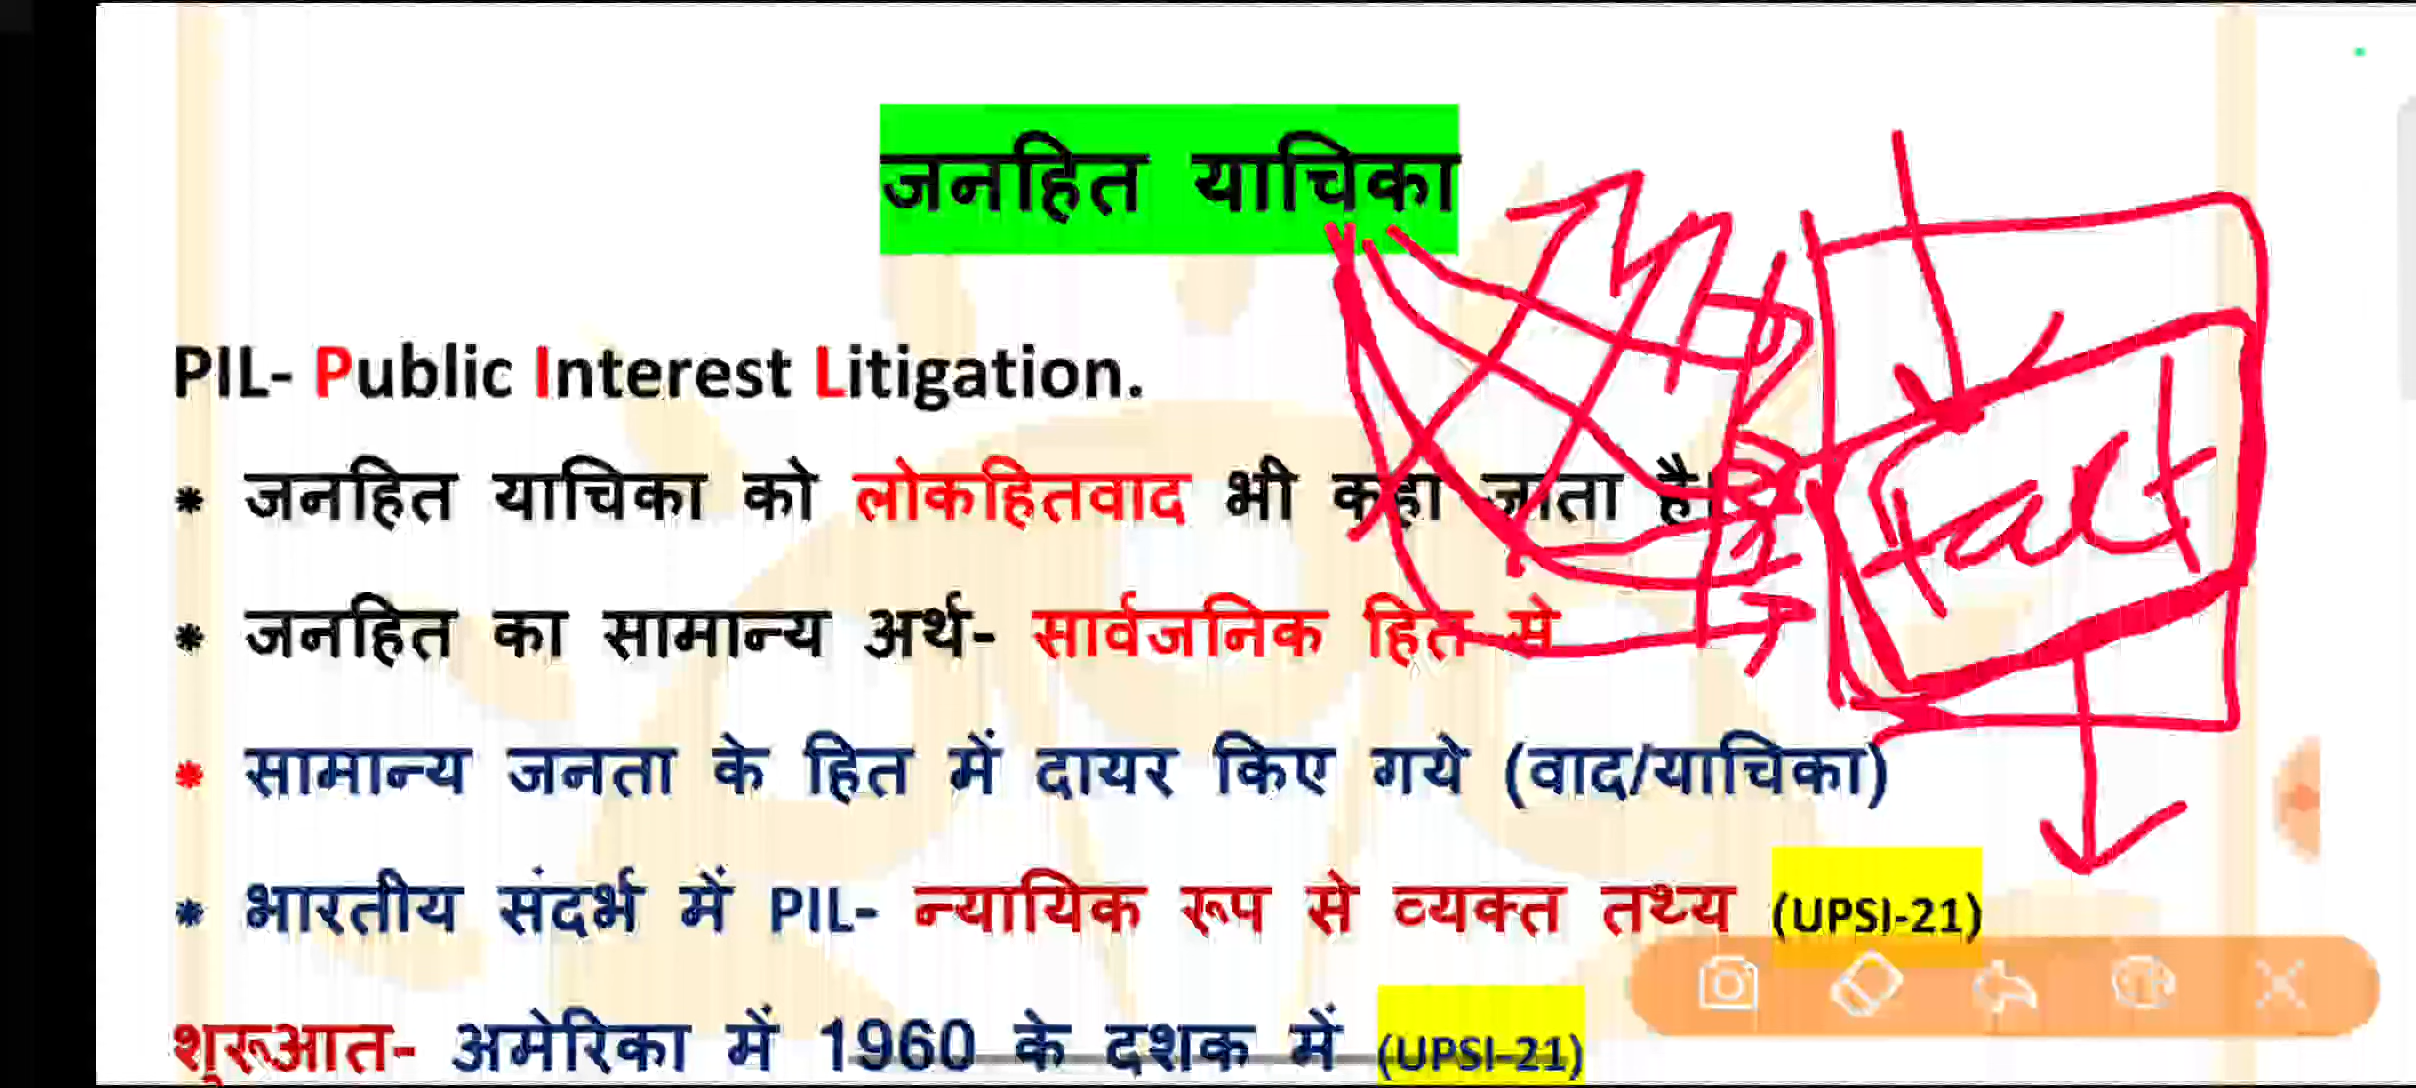 जनहित याचिका
PIL- Public Interest Litigation.
* जनहित याचिका को लोकहितवाद भी कहा जाता है।
* जनहित का सामान्य अर्थ- सार्वजनिक हित से
* सामान्य जनता के हित में दायर किए गये (वाद/याचिका)
* भारतीय संदर्भ में PIL- न्यायिक रूप से व्यक्त तथ्य (UPSI-21)
शुरूआत- अमेरिका में 1960 के दशक में (UPSI-21)
fact